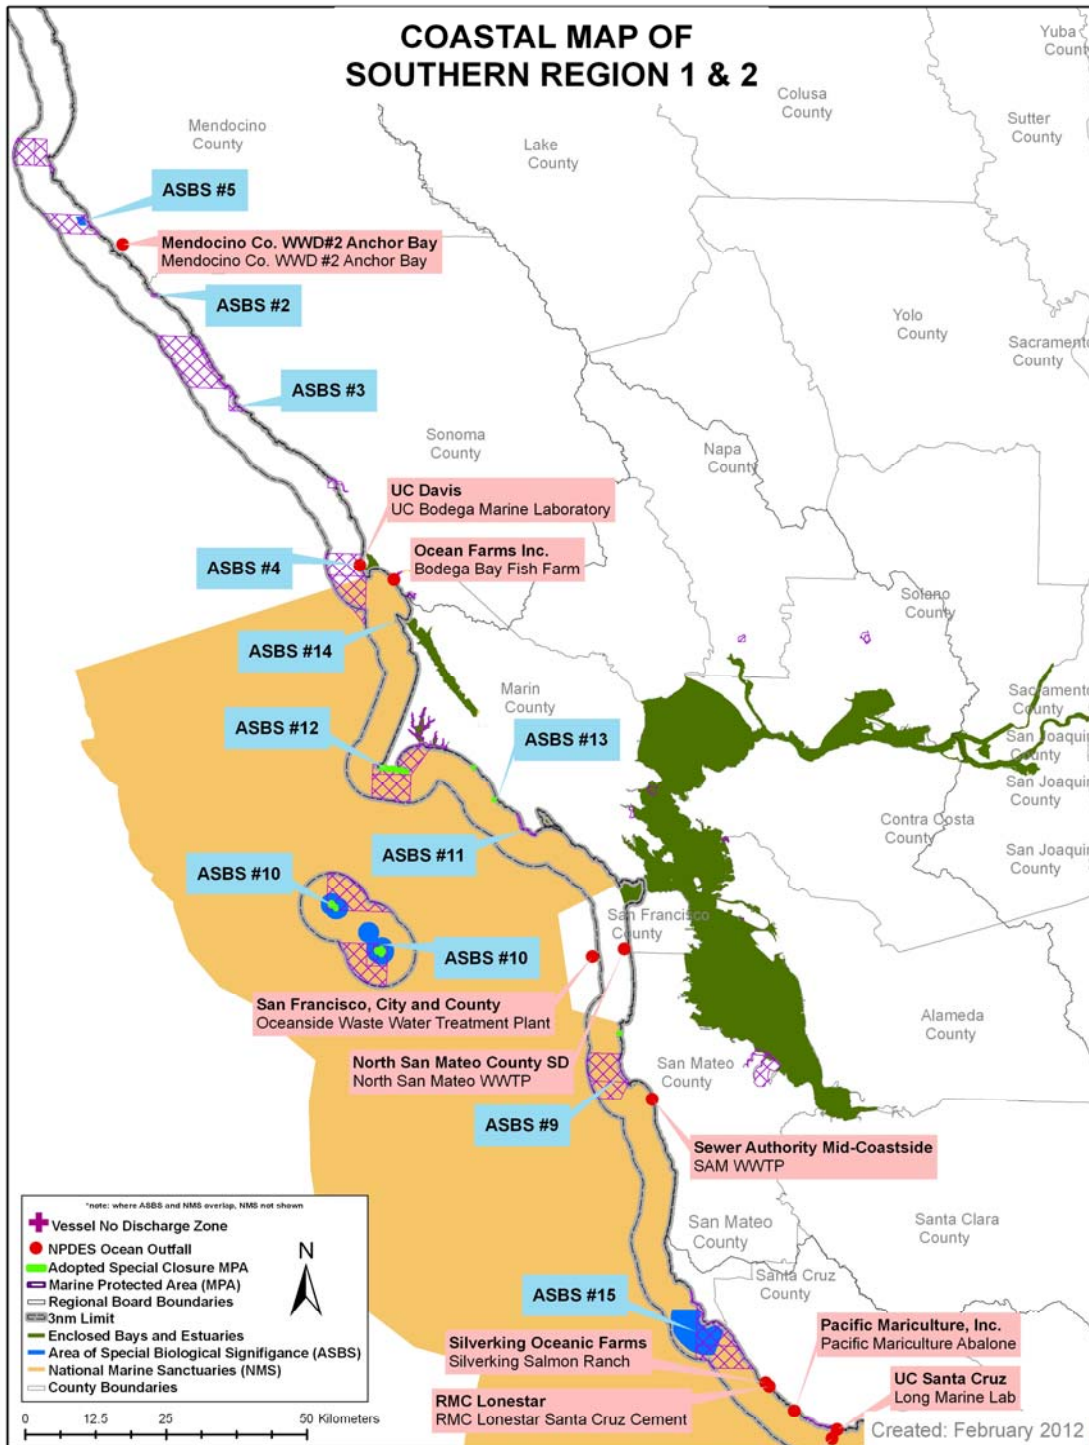 COASTAL MAP OF
SOUTHERN REGION 1 & 2
Yuba
County
Colusa
County
Sutter
County
Mendocino
County
Lake
County
ASBS #5
Mendocino Co. WWD#2 Anchor Bay
Mendocino Co. WWD #2 Anchor Bay
ASBS #2
Yolo
County
Sacramento
County
ASBS #3
Sonoma
County
Napa
County
UC Davis
UC Bodega Marine Laboratory
Ocean Farms Inc.
Bodega Bay Fish Farm
ASBS #4
Solano
County
ASBS #14
Marin
County
Sacramento
County
ASBS #12
ASBS #13
San Joaquin
County
San Joaquin
County
Contra Costa
County
ASBS #11
San Joaquin
County
ASBS #10
San Francisco
County
ASBS #10
San Francisco, City and County
Oceanside Waste Water Treatment Plant
Alameda
County
North San Mateo County SD
North San Mateo WWTP
San Mateo
County
ASBS #9
Sewer Authority Mid-Coastside
SAM WWTP
San Mateo
County
Santa Clara
County
Santa Cruz
County
ASBS #15
Pacific Mariculture, Inc.
Pacific Mariculture Abalone
Silverking Oceanic Farms
Silverking Salmon Ranch
UC Santa Cruz
Long Marine Lab
RMC Lonestar
RMC Lonestar Santa Cruz Cement
*note: where ASBS and NMS overlap, NMS not shown
Vessel No Discharge Zone
NPDES Ocean Outfall
Adopted Special Closure MPA
Marine Protected Area (MPA)
Regional Board Boundaries
3nm Limit
Enclosed Bays and Estuaries
Area of Special Biological Signifigance (ASBS)
National Marine Sanctuaries (NMS)
County Boundaries
N
0 12.5 25 50 Kilometers
Created: February 2012